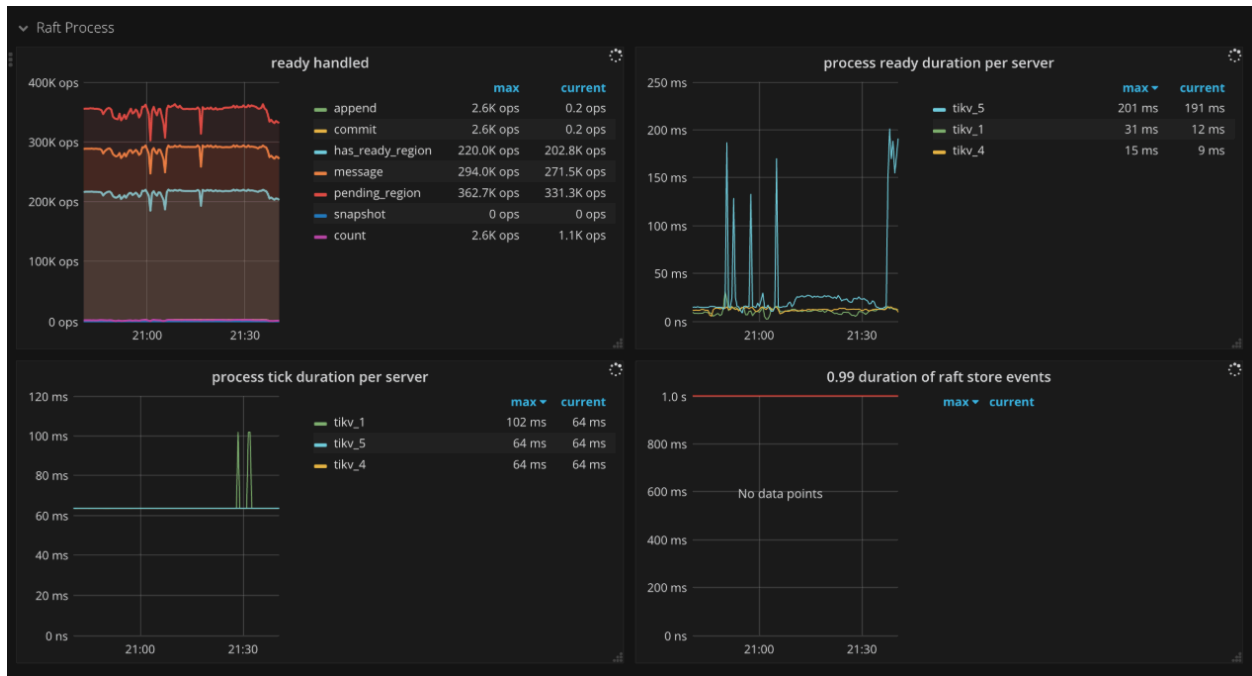 Raft Process
ready handled
max current
400K ops
300K ops
200K ops
100K ops
0 ops
21:00 21:30
append 2.6K ops 0.2 ops
commit 2.6K ops 0.2 ops
has_ready_region 220.0K ops 202.8K ops
message 294.0K ops 271.5K ops
pending_region 362.7K ops 331.3K ops
snapshot 0 ops 0 ops
count 2.6K ops 1.1K ops
process ready duration per server
max current
250 ms
200 ms
150 ms
100 ms
50 ms
0 ns
21:00 21:30
tikv_5 201 ms 191 ms
tikv_1 31 ms 12 ms
tikv_4 15 ms 9 ms
process tick duration per server
max current
120 ms
100 ms
80 ms
60 ms
40 ms
20 ms
0 ns
21:00 21:30
tikv_1 102 ms 64 ms
tikv_5 64 ms 64 ms
tikv_4 64 ms 64 ms
0.99 duration of raft store events
max current
1.0 s
800 ms
600 ms
400 ms
200 ms
0 ns
No data points
21:00 21:30